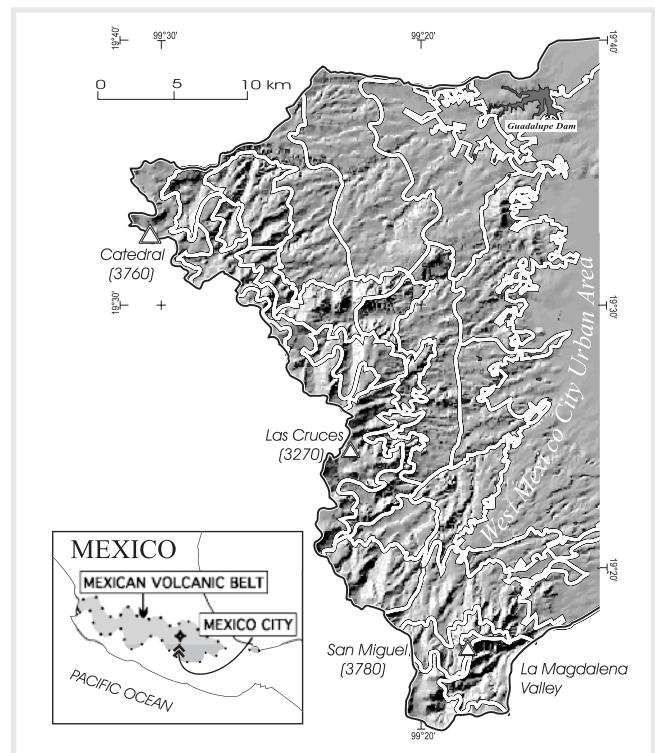 99°30'
99°20'
19°40'
19°40'
0 5 10 km
Guadalupe Dam
Catedral
(3760)
19°30'
19°30'
West Mexico City Urban Area
Las Cruces
(3270)
MEXICO
MEXICAN VOLCANIC BELT
MEXICO CITY
PACIFIC OCEAN
19°20'
San Miguel
(3780)
La Magdalena
Valley
99°20'